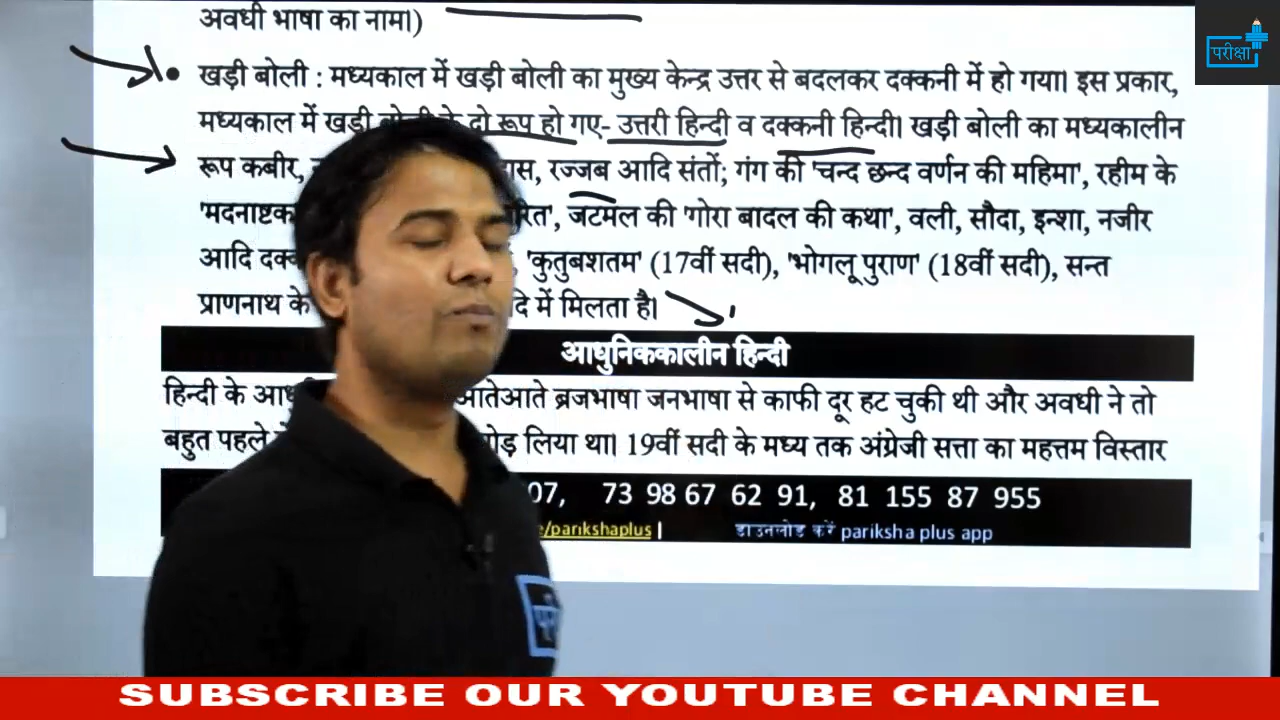 अवधी भाषा का नाम।)
परीक्षा
• खड़ी बोली : मध्यकाल में खड़ी बोली का मुख्य केन्द्र उत्तर से बदलकर दक्कनी में हो गया। इस प्रकार,
मध्यकाल में खड़ी बोली के दो रूप हो गए- उत्तरी हिन्दी व दक्कनी हिन्दी। खड़ी बोली का मध्यकालीन
रूप कबीर, रज्जब आदि संतों; गंग की 'चन्द छन्द वर्णन की महिमा', रहीम के
'मदनाष्टक जटमल की 'गोरा बादल की कथा', वली, सौदा, इन्शा, नजीर
आदि 'कुतुबशतम' (17वीं सदी), 'भोगलू पुराण' (18वीं सदी), सन्त
प्राणनाथ के में मिलता है।
आधुनिककालीन हिन्दी
हिन्दी के आतेआते ब्रजभाषा जनभाषा से काफी दूर हट चुकी थी और अवधी ने तो
बहुत पहले लिया था। 19वीं सदी के मध्य तक अंग्रेजी सत्ता का महत्तम विस्तार
07, 73 98 67 62 91, 81 155 87 955
e/parikshaplus | डाउनलोड करें pariksha plus app
SUBSCRIBE OUR YOUTUBE CHANNEL